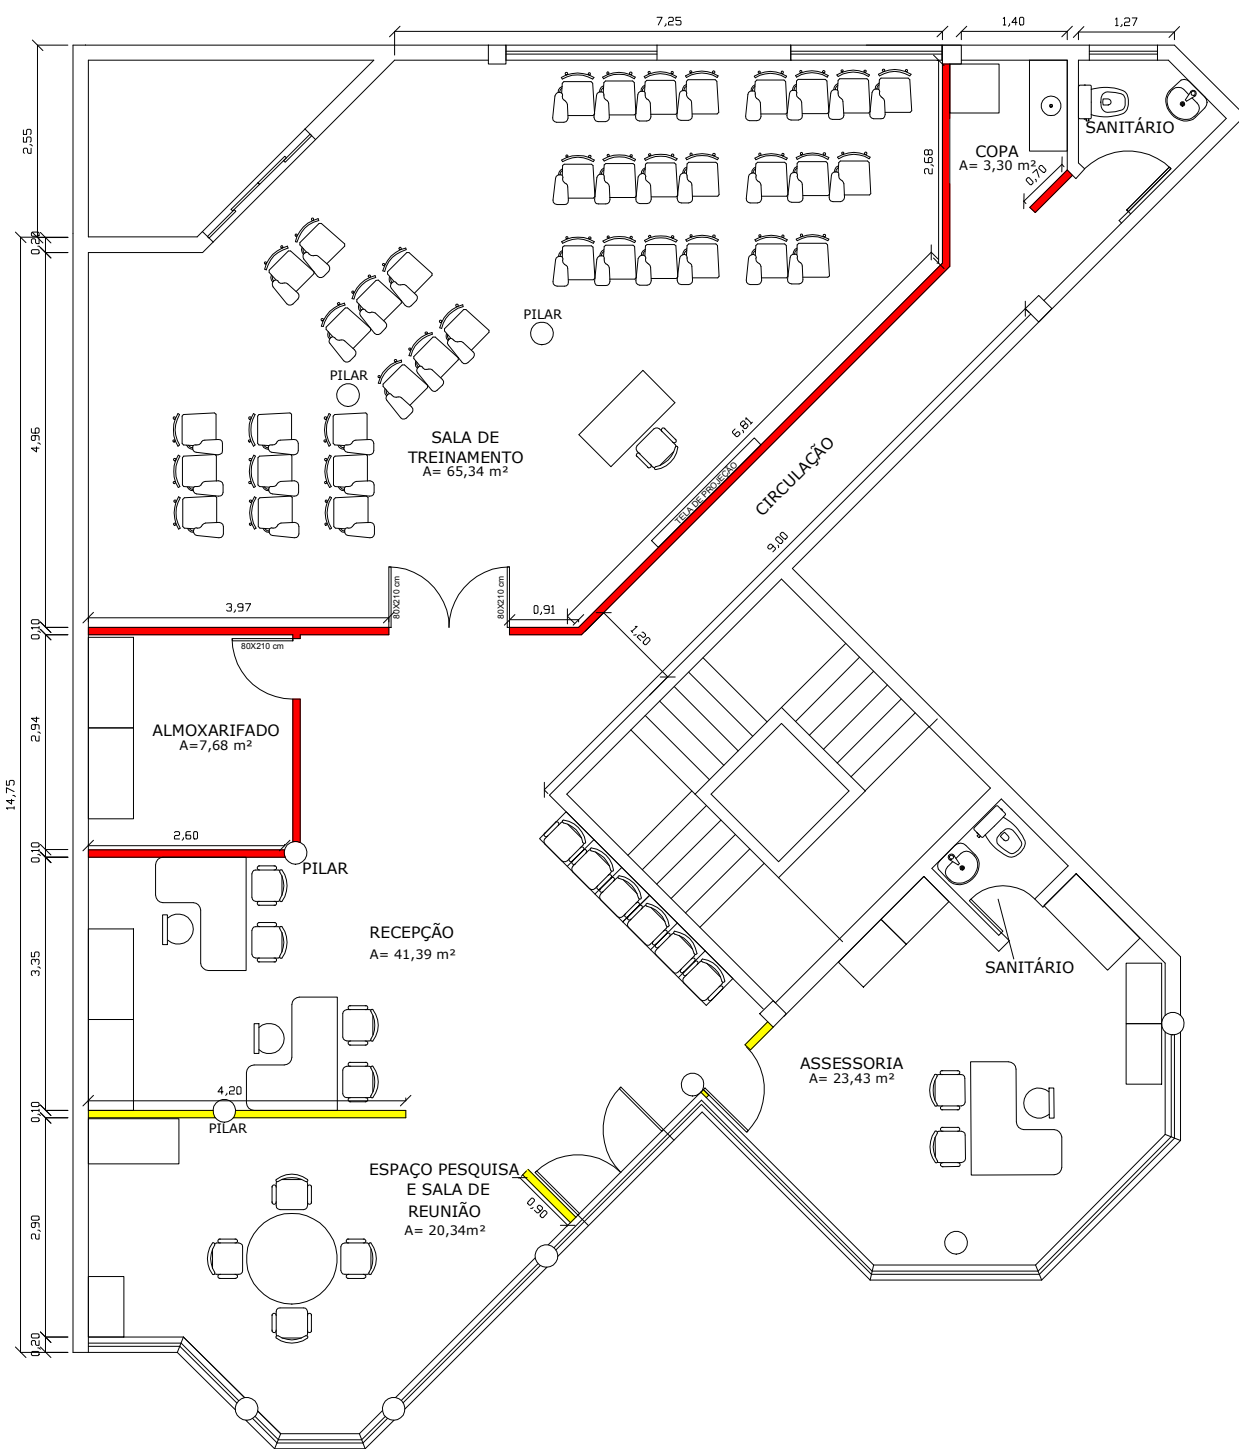 7,25
1,40
1,27
2,55
SANITÁRIO
COPA
A= 3,30 m²
2,68
0,70
0,20
PILAR
PILAR
4,96
6,81
SALA DE
TREINAMENTO
A= 65,34 m²
TELA DE PROJEÇÃO
CIRCULAÇÃO
9,00
80X210 cm
80X210 cm
3,97
0,91
0,10
1,20
80X210 cm
2,94
ALMOXARIFADO
A=7,68 m²
14,75
2,60
0,10
PILAR
RECEPÇÃO
A= 41,39 m²
3,35
SANITÁRIO
ASSESSORIA
A= 23,43 m²
4,20
0,10
PILAR
ESPAÇO PESQUISA
E SALA DE
REUNIÃO
A= 20,34m²
0,90
2,90
0,20